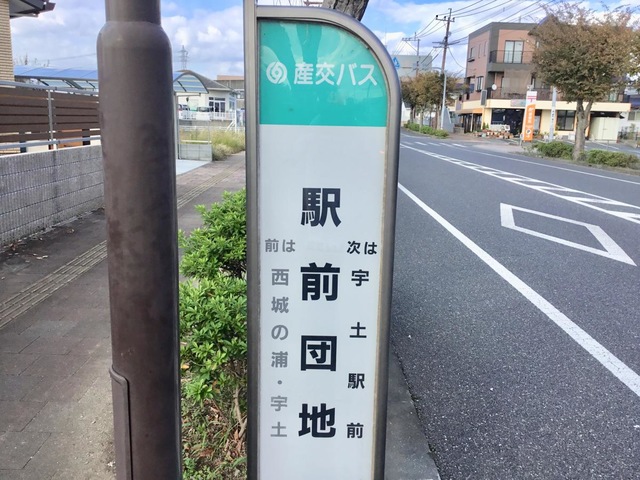 産交バス
次は
宇土駅前
駅前団地
前は
西城の浦・宇土